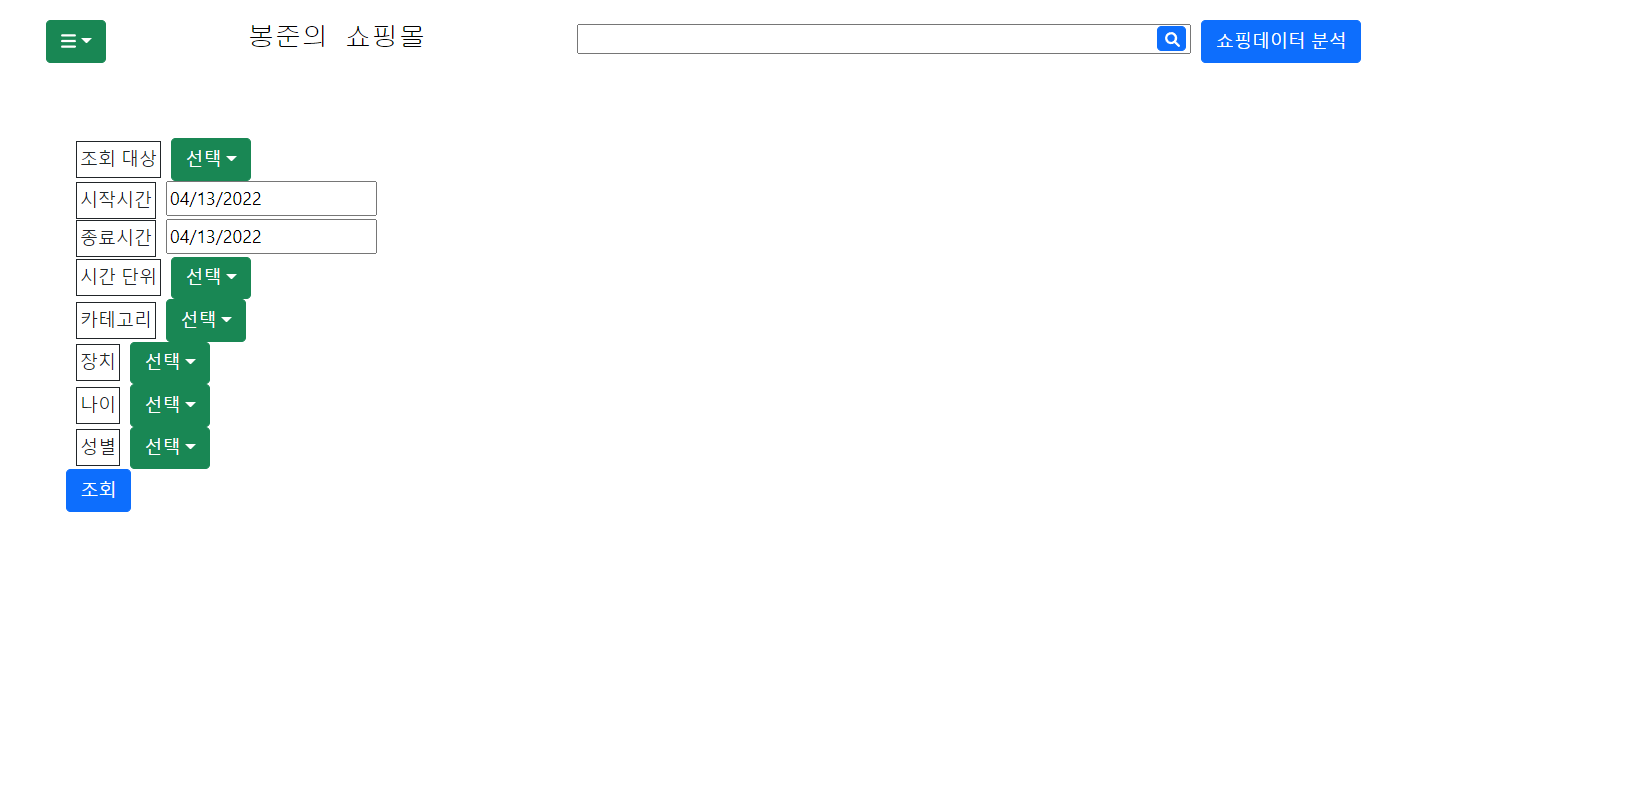 봉준의 쇼핑몰 쇼핑데이터 분석
조회 대상 선택
시작시간 04/13/2022
종료시간 04/13/2022
시간 단위 선택
카테고리 선택
장치 선택
나이 선택
성별 선택
조회